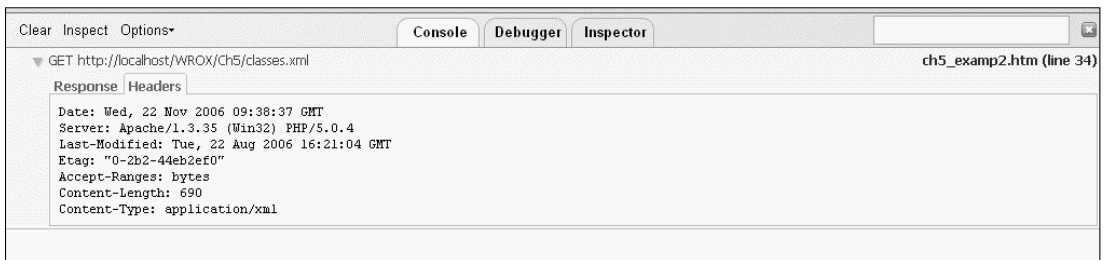 Clear Inspect Options Console Debugger Inspector
GET http://localhost/WROX/Ch5/classes.xml ch5_examp2.htm (line 34)
Response Headers
Date: Wed, 22 Nov 2006 09:38:37 GMT
Server: Apache/1.3.35 (Win32) PHP/5.0.4
Last-Modified: Tue, 22 Aug 2006 16:21:04 GMT
Etag: "0-2b2-44eb2ef0"
Accept-Ranges: bytes
Content-Length: 690
Content-Type: application/xml